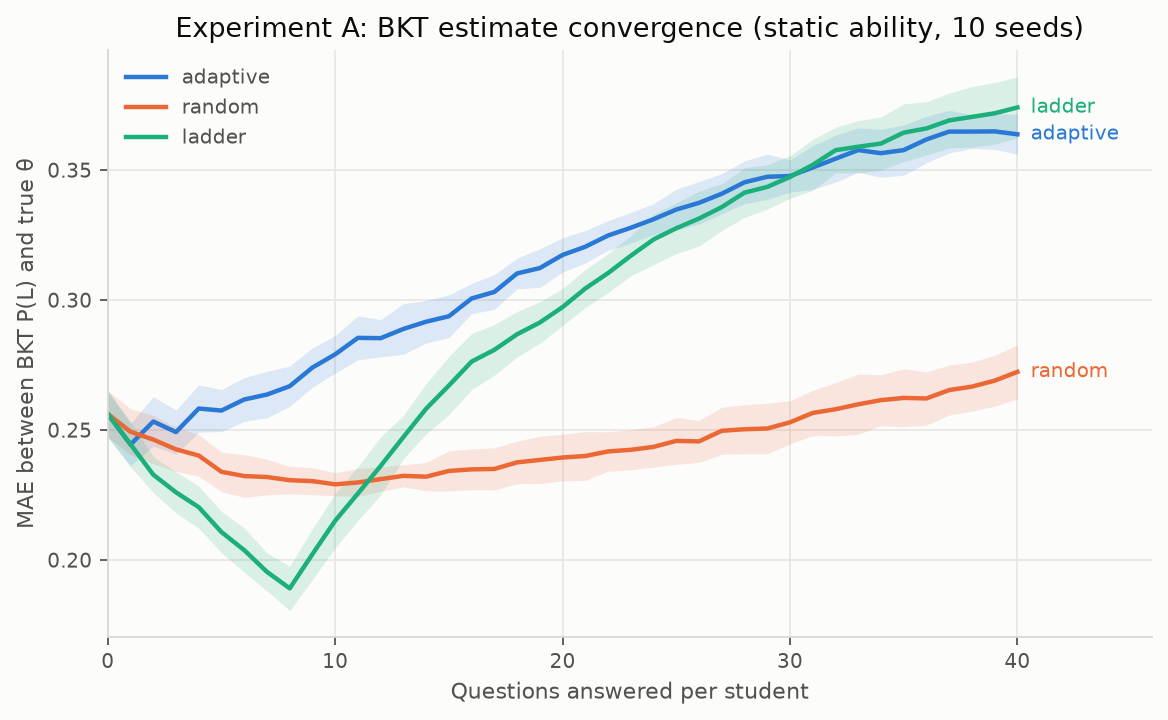 Experiment A: BKT estimate convergence (static ability, 10 seeds)
adaptive
random
ladder
ladder
adaptive
random
MAE between BKT P(L) and true θ
0.35
0.30
0.25
0.20
0 10 20 30 40
Questions answered per student